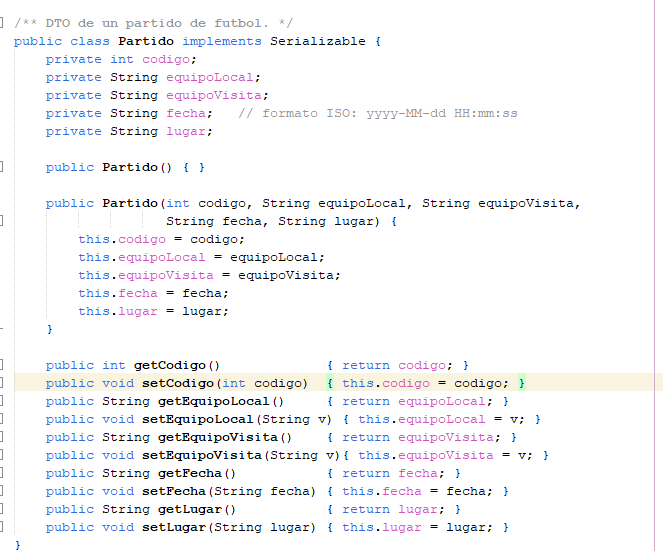 /** DTO de un partido de futbol. */
public class Partido implements Serializable {
    private int codigo;
    private String equipoLocal;
    private String equipoVisita;
    private String fecha;   // formato ISO: yyyy-MM-dd HH:mm:ss
    private String lugar;

    public Partido() { }

    public Partido(int codigo, String equipoLocal, String equipoVisita,
                   String fecha, String lugar) {
        this.codigo = codigo;
        this.equipoLocal = equipoLocal;
        this.equipoVisita = equipoVisita;
        this.fecha = fecha;
        this.lugar = lugar;
    }

    public int getCodigo()             { return codigo; }
    public void setCodigo(int codigo)  { this.codigo = codigo; }
    public String getEquipoLocal()     { return equipoLocal; }
    public void setEquipoLocal(String v) { this.equipoLocal = v; }
    public String getEquipoVisita()    { return equipoVisita; }
    public void setEquipoVisita(String v){ this.equipoVisita = v; }
    public String getFecha()           { return fecha; }
    public void setFecha(String fecha) { this.fecha = fecha; }
    public String getLugar()           { return lugar; }
    public void setLugar(String lugar) { this.lugar = lugar; }
}